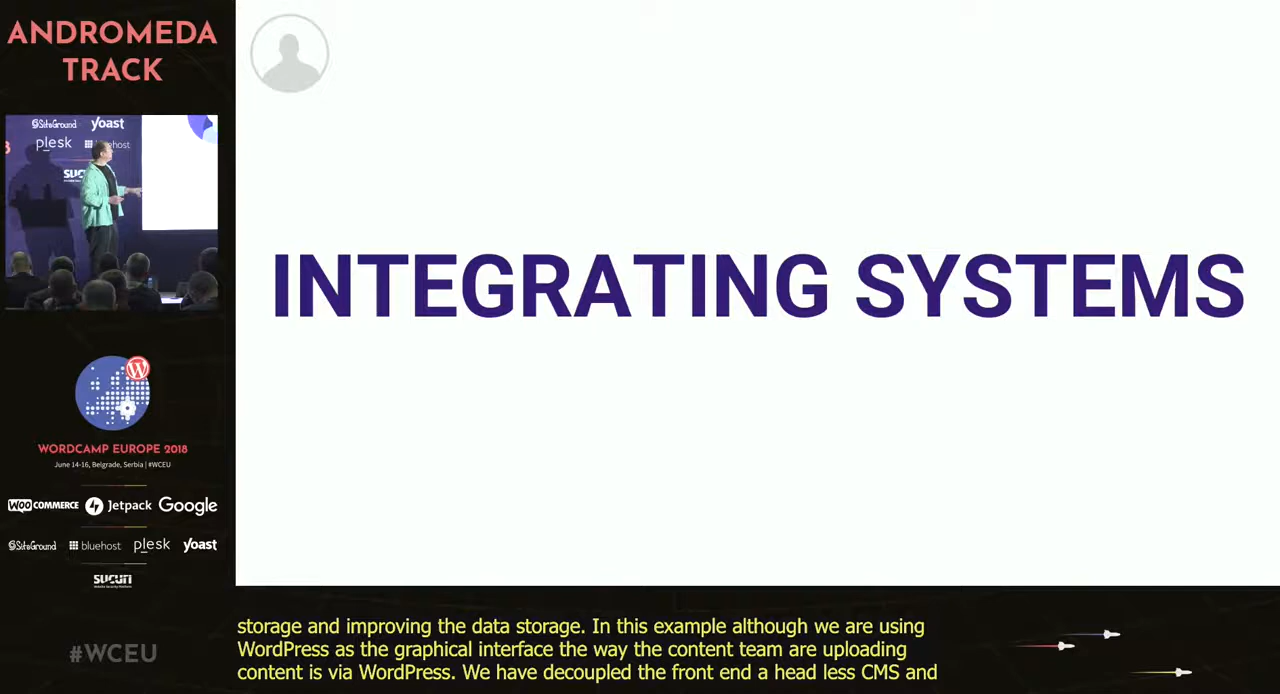 ANDROMEDA
TRACK
SiteGround yoast
plesk bluehost
INTEGRATING SYSTEMS
WORDCAMP EUROPE 2018
June 14-16, Belgrade, Serbia | #WCEU
WOO COMMERCE Jetpack Google
SiteGround bluehost plesk yoast
SUCURI
#WCEU
storage and improving the data storage. In this example although we are using
WordPress as the graphical interface the way the content team are uploading
content is via WordPress. We have decoupled the front end a head less CMS and